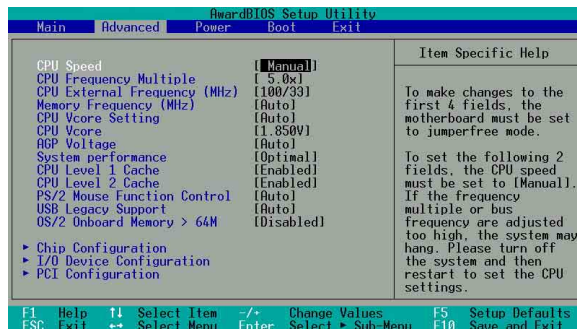 AwardBIOS Setup Utility
Main Advanced Power Boot Exit
Item Specific Help
CPU Speed [ Manual]
CPU Frequency Multiple [ 5.0x]
CPU External Frequency (MHz) [100/33]
Memory Frequency (MHz) [Auto]
CPU Vcore Setting [Auto]
CPU Vcore [1.850V]
AGP Voltage [Auto]
System performance [Optimal]
CPU Level 1 Cache [Enabled]
CPU Level 2 Cache [Enabled]
PS/2 Mouse Function Control [Auto]
USB Legacy Support [Auto]
OS/2 Onboard Memory > 64M [Disabled]
▸ Chip Configuration
▸ I/O Device Configuration
▸ PCI Configuration
To make changes to the
first 4 fields, the
motherboard must be set
to jumperfree mode.
To set the following 2
fields, the CPU speed
must be set to [Manual].
If the frequency
multiple or bus
frequency are adjusted
too high, the system may
hang. Please turn off
the system and then
restart to set the CPU
settings.
F1 Help ↑↓ Select Item -/+ Change Values F5 Setup Defaults
ESC Exit ↔ Select Menu Enter Select ▸ Sub-Menu F10 Save and Exit